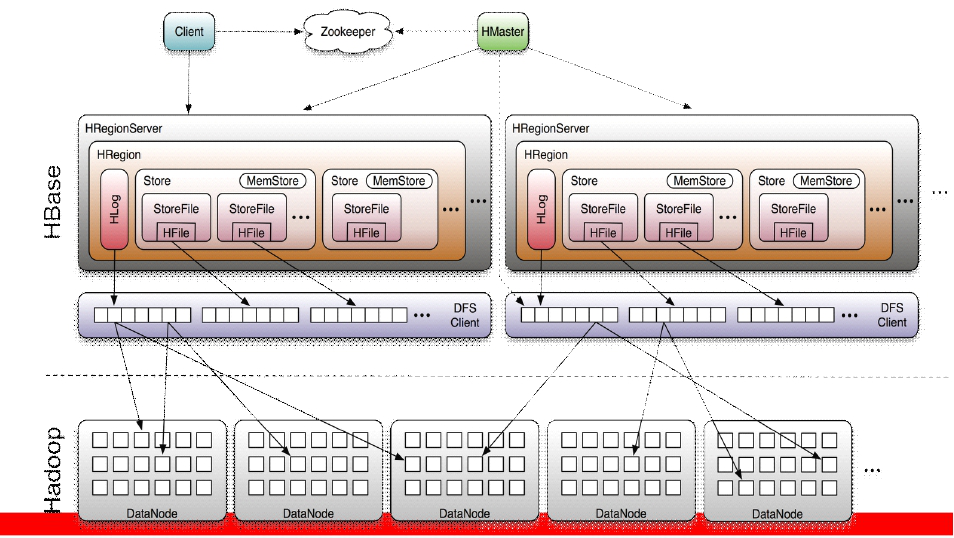 Client
Zookeeper
HMaster
HBase
HRegionServer
HRegion
HLog
Store
MemStore
StoreFile
HFile
StoreFile
HFile
...
Store
MemStore
StoreFile
HFile
...
...
HRegionServer
HRegion
HLog
Store
MemStore
StoreFile
HFile
StoreFile
HFile
...
Store
MemStore
StoreFile
HFile
...
...
...
...
DFS
Client
...
DFS
Client
Hadoop
DataNode
DataNode
DataNode
DataNode
DataNode
...